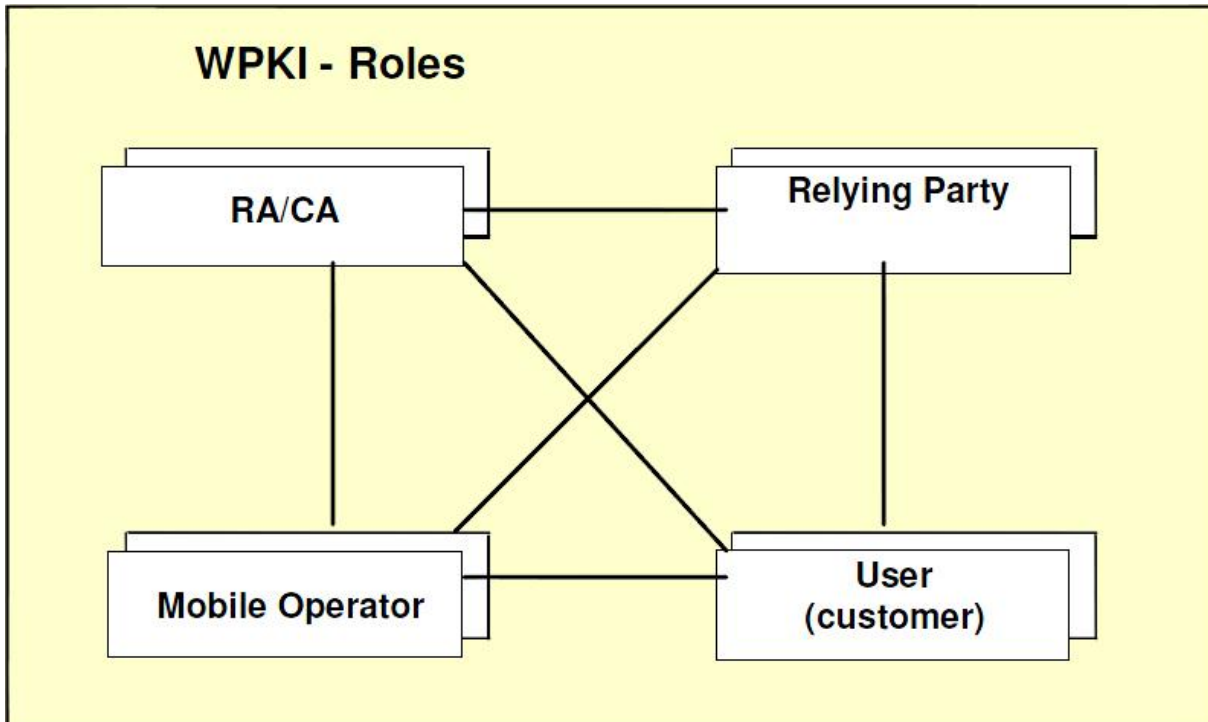 WPKI - Roles
RA/CA
Relying Party
Mobile Operator
User
(customer)